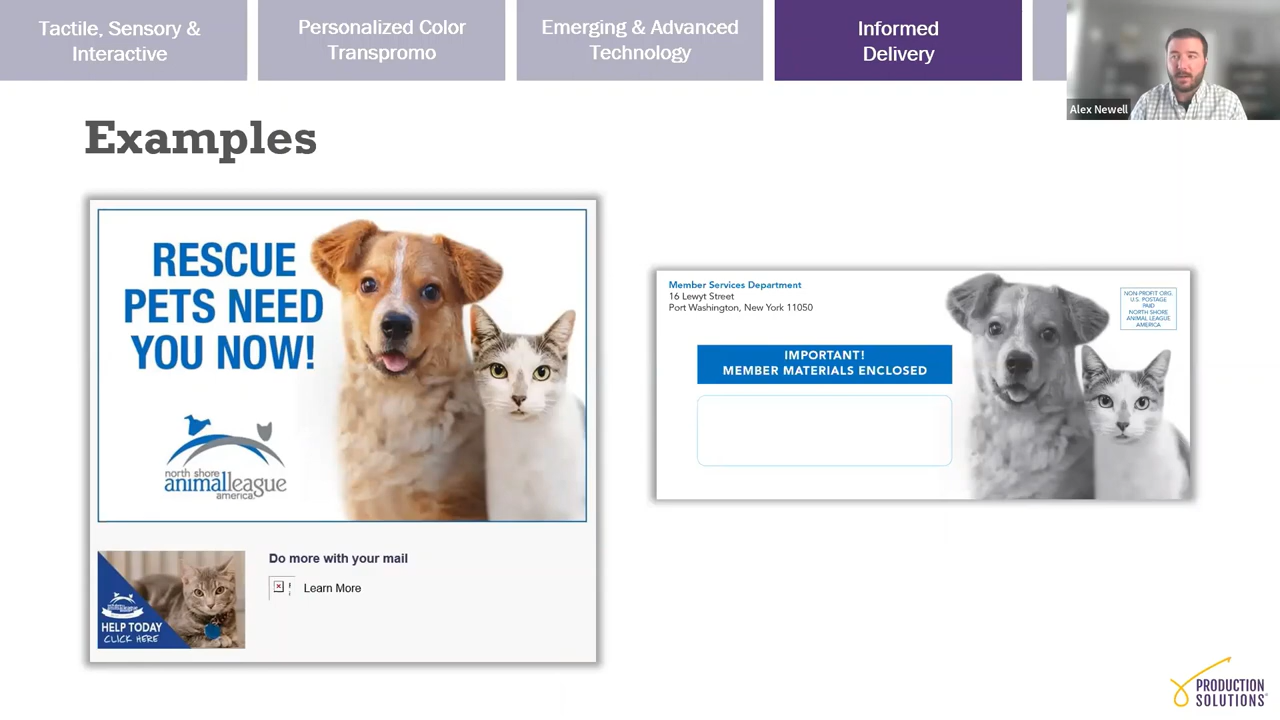 Tactile, Sensory &
Interactive
Personalized Color
Transpromo
Emerging & Advanced
Technology
Informed
Delivery
Alex Newell
Examples
RESCUE
PETS NEED
YOU NOW!
north shore
animalleague
america
Do more with your mail
Learn More
HELP TODAY
CLICK HERE
Member Services Department
16 Lewyt Street
Port Washington, New York 11050
NON-PROFIT ORG.
U.S. POSTAGE
PAID
NORTH SHORE
ANIMAL LEAGUE
AMERICA
IMPORTANT!
MEMBER MATERIALS ENCLOSED
PRODUCTION
SOLUTIONS